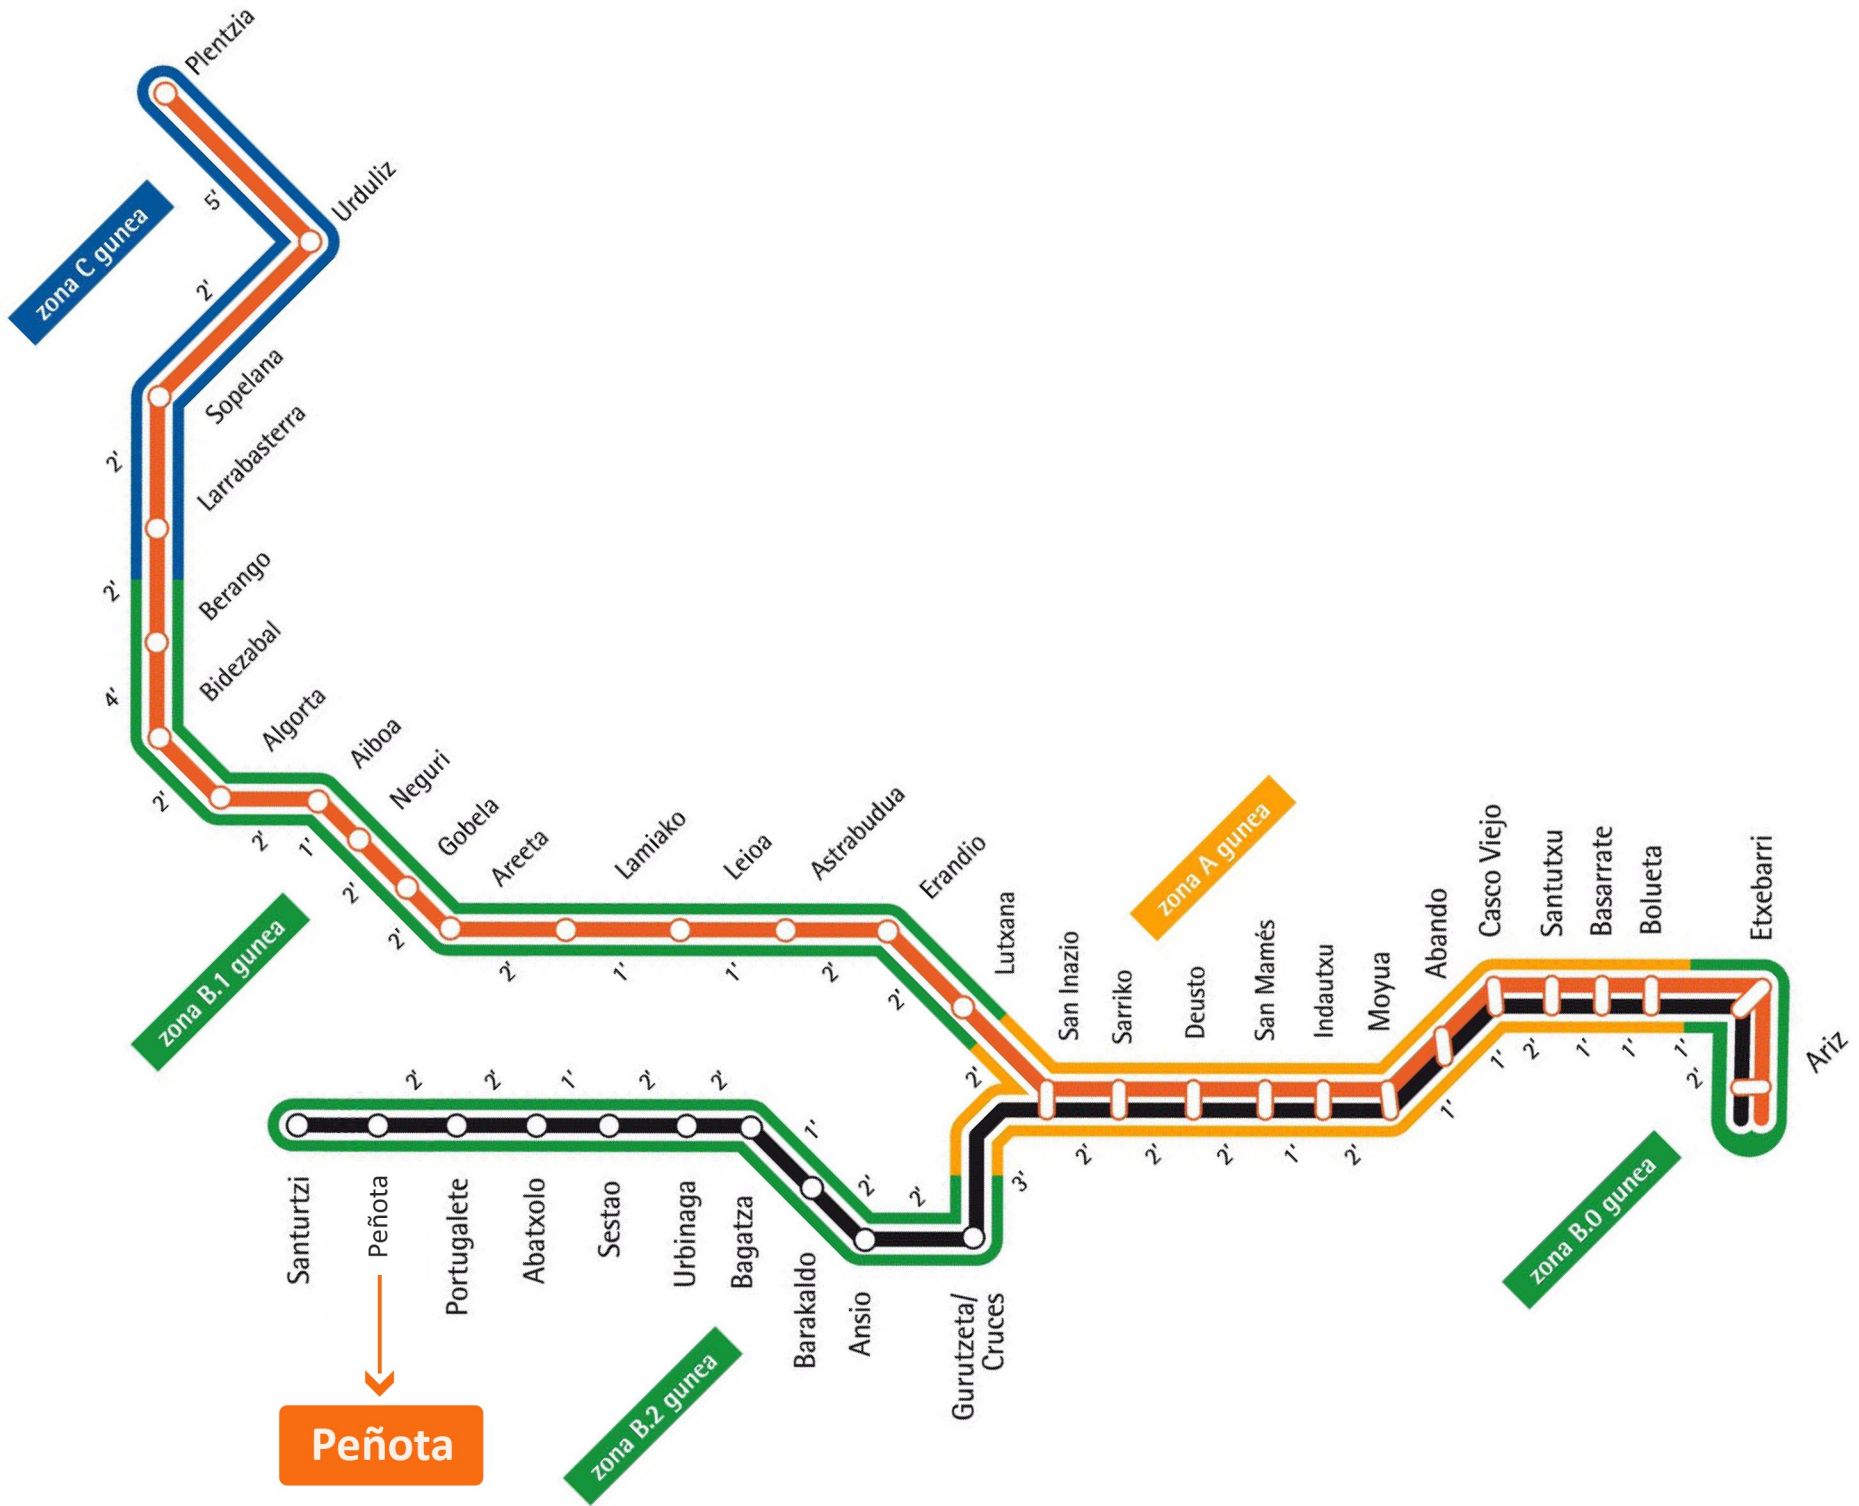 Plentzia
5'
Urduliz
zona C gunea
2'
Sopelana
2'
Larrabasterra
2'
Berango
4'
Bidezabal
2'
Algorta
2'
Aiboa
1'
Neguri
2'
Gobela
2'
Areeta
2'
Lamiako
1'
Leioa
1'
Astrabudua
2'
Erandio
2'
Lutxana
2'
zona B.1 gunea
zona A gunea
San Inazio
2'
Sarriko
2'
Deusto
2'
San Mamés
1'
Indautxu
2'
Moyua
1'
Abando
1'
Casco Viejo
2'
Santutxu
1'
Basarrate
1'
Bolueta
1'
Etxebarri
2'
Ariz
zona B.0 gunea
2'
2'
1'
2'
2'
1'
2'
2'
3'
Santurtzi
Peñota
Portugalete
Abatxolo
Sestao
Urbinaga
Bagatza
Barakaldo
Ansio
Gurutzeta/
Cruces
zona B.2 gunea
Peñota